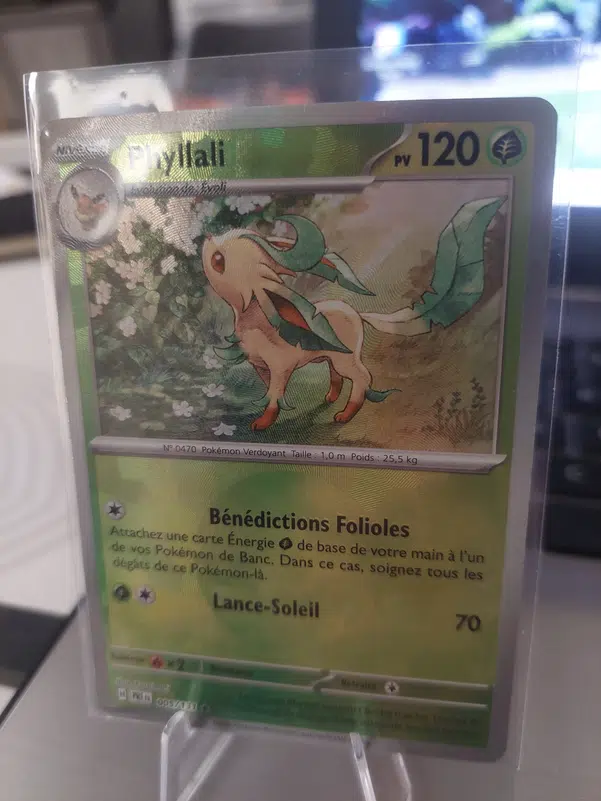 Phyllali
PV 120
Évolution de : Évoli
N° 0470 Pokémon Verdoyant Taille : 1,0 m Poids : 25,5 kg
Bénédictions Folioles
Attachez une carte Énergie de base de votre main à l'un
de vos Pokémon de Banc. Dans ce cas, soignez tous les
dégâts de ce Pokémon-là.
Lance-Soleil 70
×2
Retraite